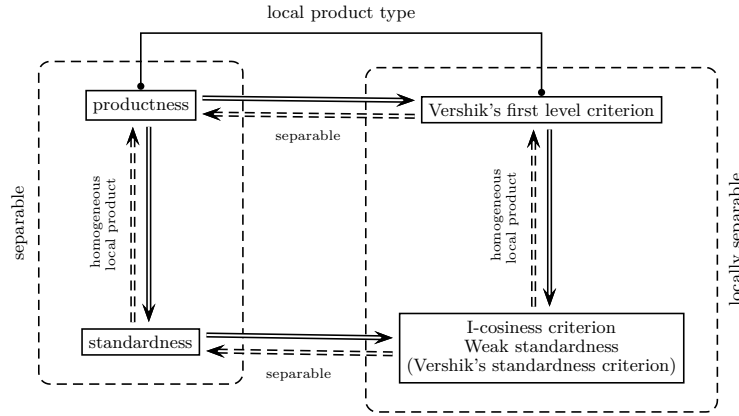 local product type
productness
Vershik's first level criterion
separable
separable
homogeneous
local product
homogeneous
local product
locally separable
standardness
I-cosiness criterion
Weak standardness
(Vershik's standardness criterion)
separable